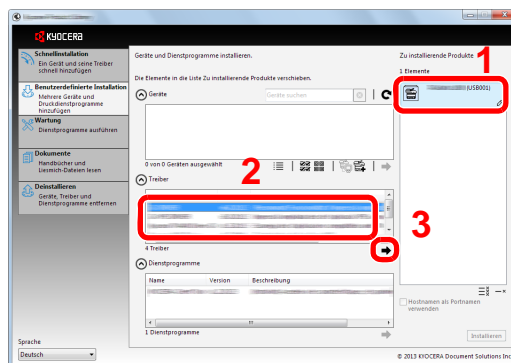 KYOCERA
Schnellinstallation
Ein Gerät und seine Treiber
schnell hinzufügen
Benutzerdefinierte Installation
Mehrere Geräte und
Druckdienstprogramme
hinzufügen
Wartung
Dienstprogramme ausführen
Dokumente
Handbücher und
Liesmich-Dateien lesen
Deinstallieren
Geräte, Treiber und
Dienstprogramme entfernen
Sprache
Deutsch
Geräte und Dienstprogramme installieren.
Die Elemente in die Liste Zu installierende Produkte verschieben.
Geräte
Geräte suchen
0 von 0 Geräten ausgewählt
2
Treiber
3
4 Treiber
Dienstprogramme
Name Version Beschreibung
1 Dienstprogramme
Zu installierende Produkte
1
1 Elemente
(USB001)
Hostnamen als Portnamen
verwenden
Installieren
© 2013 KYOCERA Document Solutions Inc.